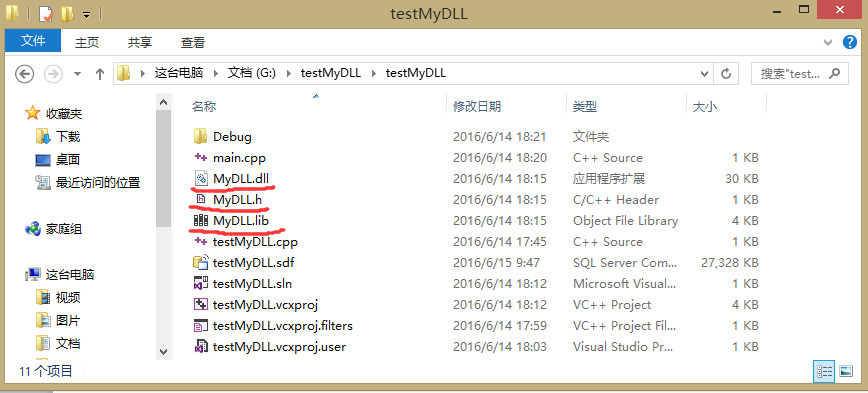 testMyDLL
文件 主页 共享 查看
这台电脑 文档 (G:) testMyDLL testMyDLL 搜索"test...
收藏夹
下载
桌面
最近访问的位置
家庭组
这台电脑
视频
图片
文档
名称 修改日期 类型 大小
Debug 2016/6/14 18:21 文件夹
main.cpp 2016/6/14 18:20 C++ Source 1 KB
MyDLL.dll 2016/6/14 18:15 应用程序扩展 30 KB
MyDLL.h 2016/6/14 18:15 C/C++ Header 1 KB
MyDLL.lib 2016/6/14 18:15 Object File Library 4 KB
testMyDLL.cpp 2016/6/14 17:45 C++ Source 1 KB
testMyDLL.sdf 2016/6/15 9:47 SQL Server Com... 27,328 KB
testMyDLL.sln 2016/6/14 18:12 Microsoft Visual... 1 KB
testMyDLL.vcxproj 2016/6/14 18:12 VC++ Project 4 KB
testMyDLL.vcxproj.filters 2016/6/14 17:59 VC++ Project Fil... 1 KB
testMyDLL.vcxproj.user 2016/6/14 18:03 Visual Studio Pr... 1 KB
11 个项目